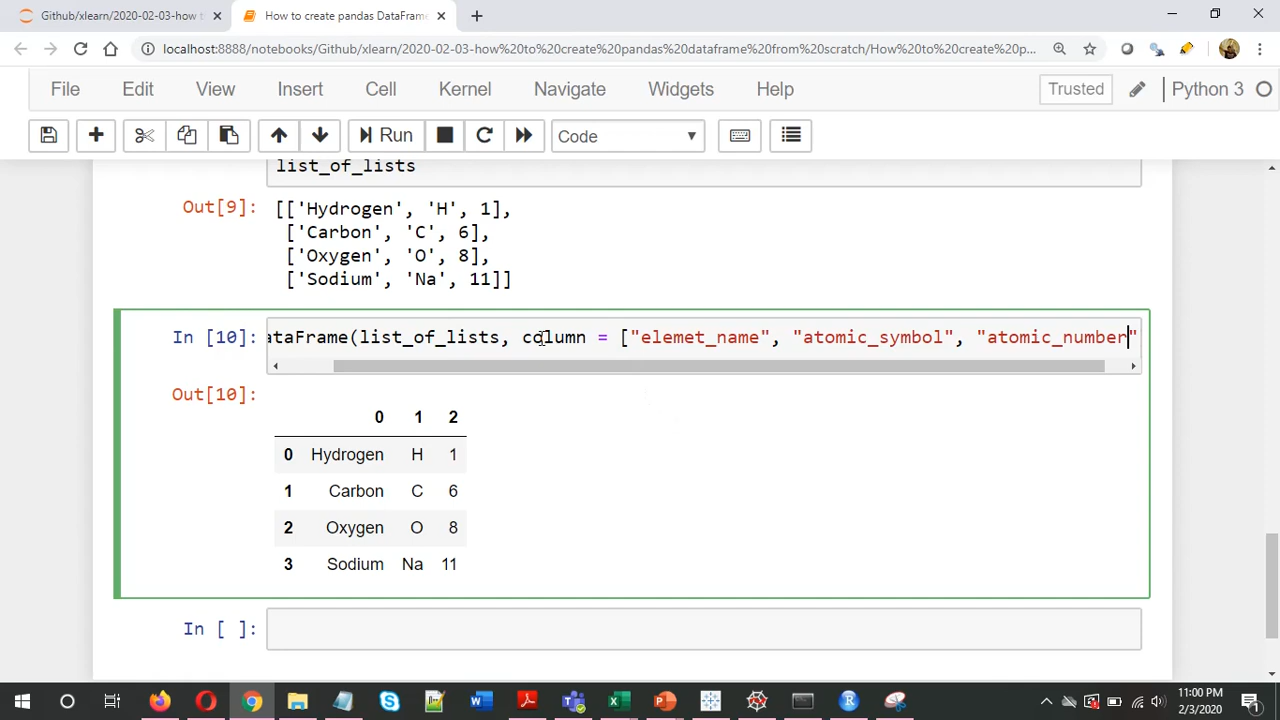 Github/xlearn/2020-02-03-how t
How to create pandas DataFrame
localhost:8888/notebooks/Github/xlearn/2020-02-03-how%20to%20create%20pandas%20dataframe%20from%20scratch/How%20to%20create%20p...
File Edit View Insert Cell Kernel Navigate Widgets Help Trusted Python 3
Run Code
list_of_lists
Out[9]: [['Hydrogen', 'H', 1],
['Carbon', 'C', 6],
['Oxygen', 'O', 8],
['Sodium', 'Na', 11]]
In [10]: ataFrame(list_of_lists, column = ["elemet_name", "atomic_symbol", "atomic_number"
Out[10]:
0 1 2
0 Hydrogen H 1
1 Carbon C 6
2 Oxygen O 8
3 Sodium Na 11
In [ ]:
11:00 PM
2/3/2020